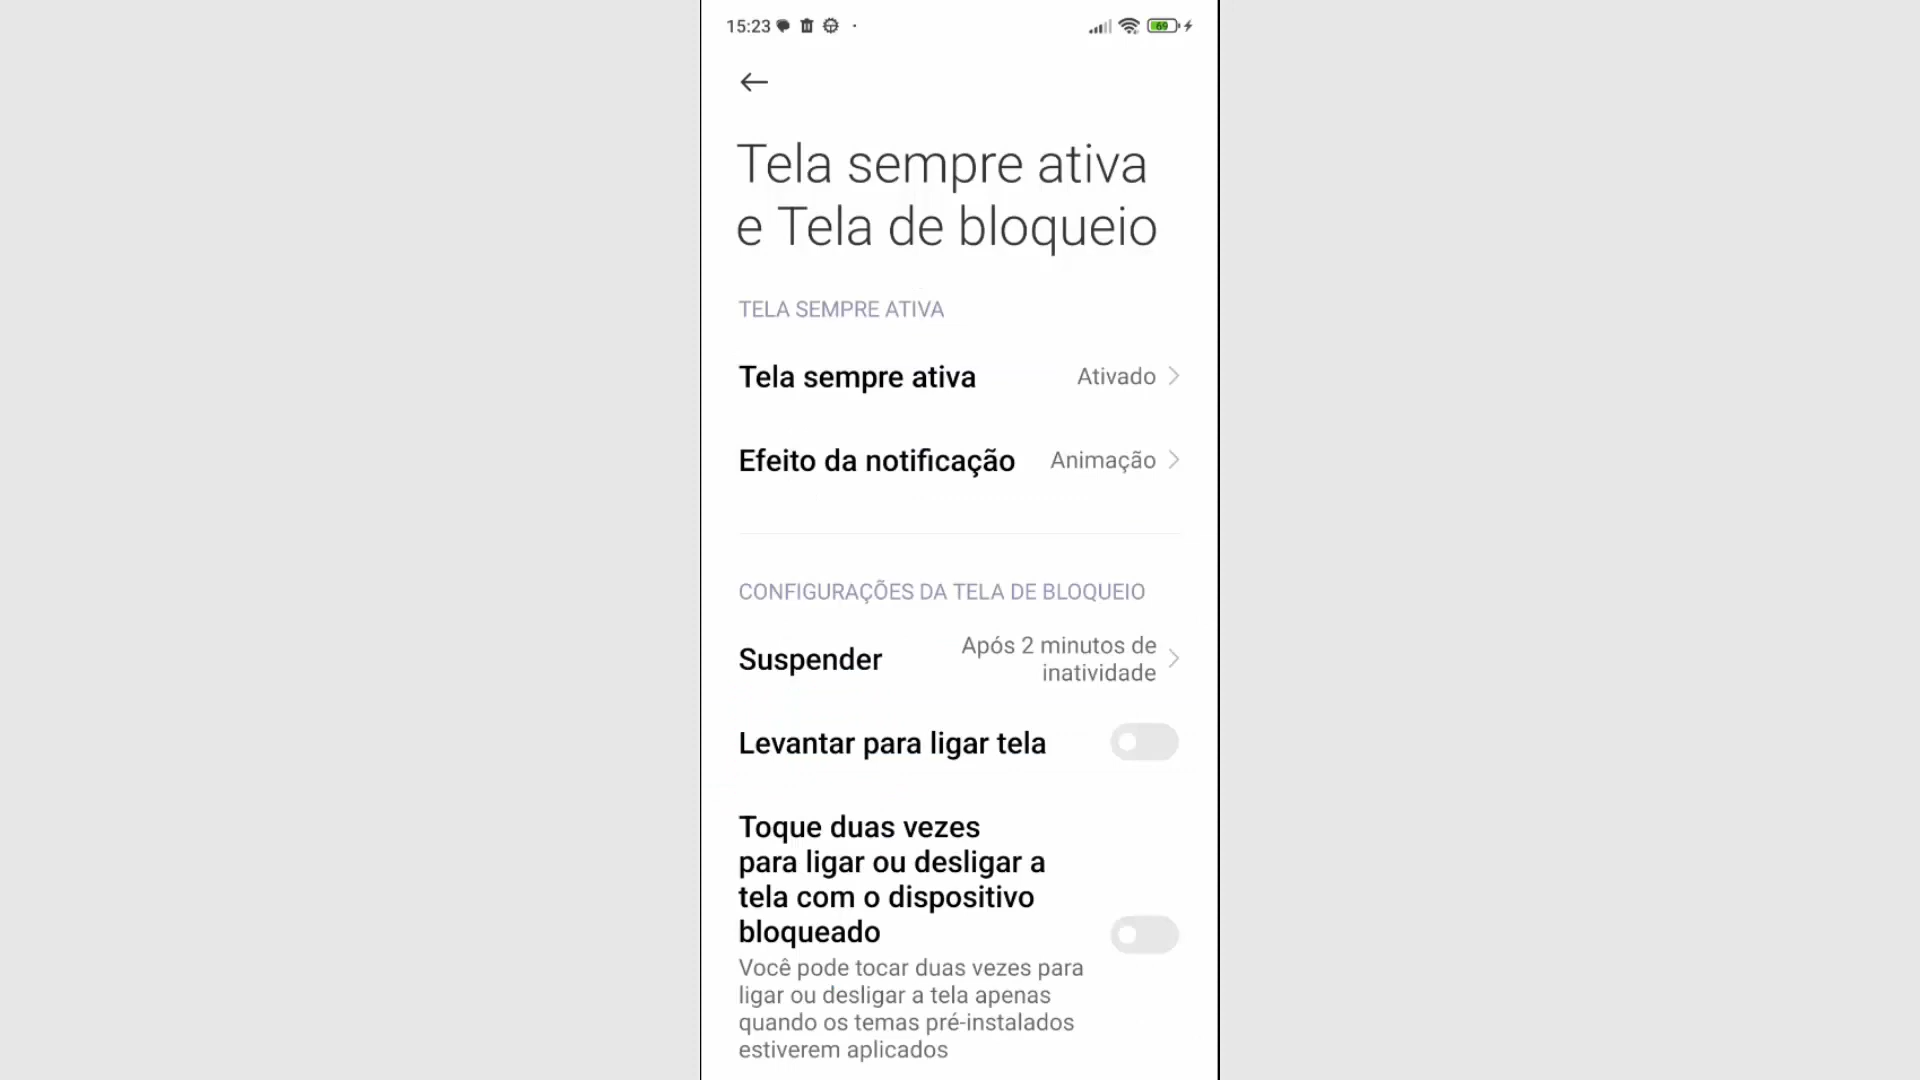 15:23
69
Tela sempre ativa
e Tela de bloqueio
TELA SEMPRE ATIVA
Tela sempre ativa
Ativado
Efeito da notificação
Animação
CONFIGURAÇÕES DA TELA DE BLOQUEIO
Suspender
Após 2 minutos de
inatividade
Levantar para ligar tela
Toque duas vezes
para ligar ou desligar a
tela com o dispositivo
bloqueado
Você pode tocar duas vezes para
ligar ou desligar a tela apenas
quando os temas pré-instalados
estiverem aplicados